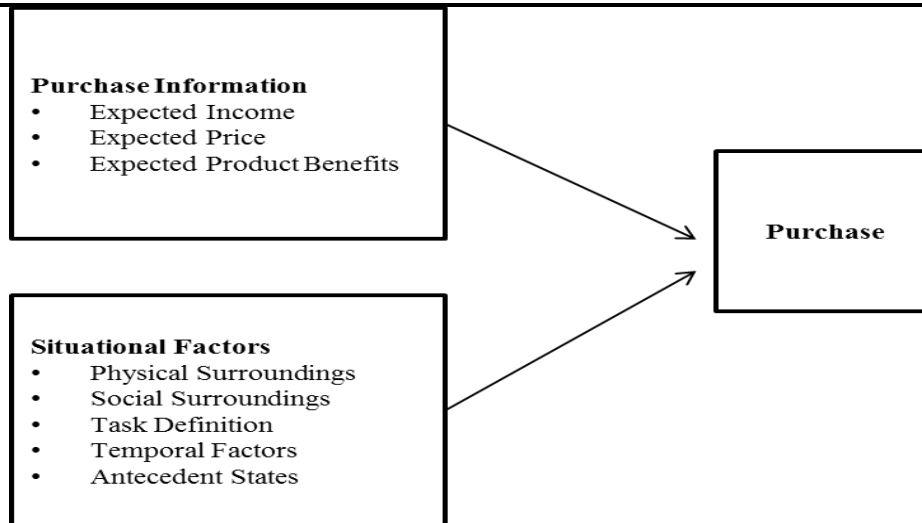 Purchase Information
• Expected Income
• Expected Price
• Expected Product Benefits
Purchase
Situational Factors
• Physical Surroundings
• Social Surroundings
• Task Definition
• Temporal Factors
• Antecedent States